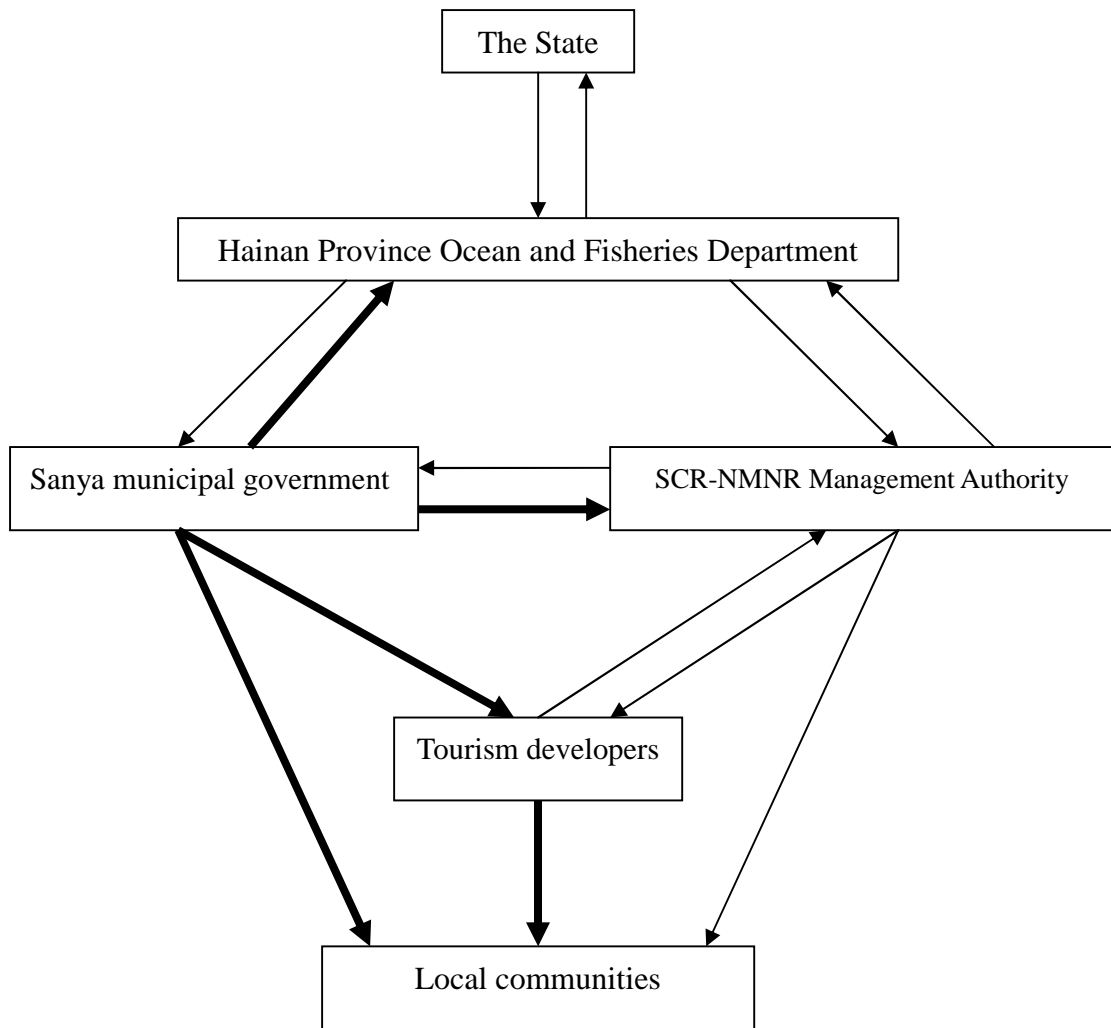 The State
Hainan Province Ocean and Fisheries Department
Sanya municipal government
SCR-NMNR Management Authority
Tourism developers
Local communities